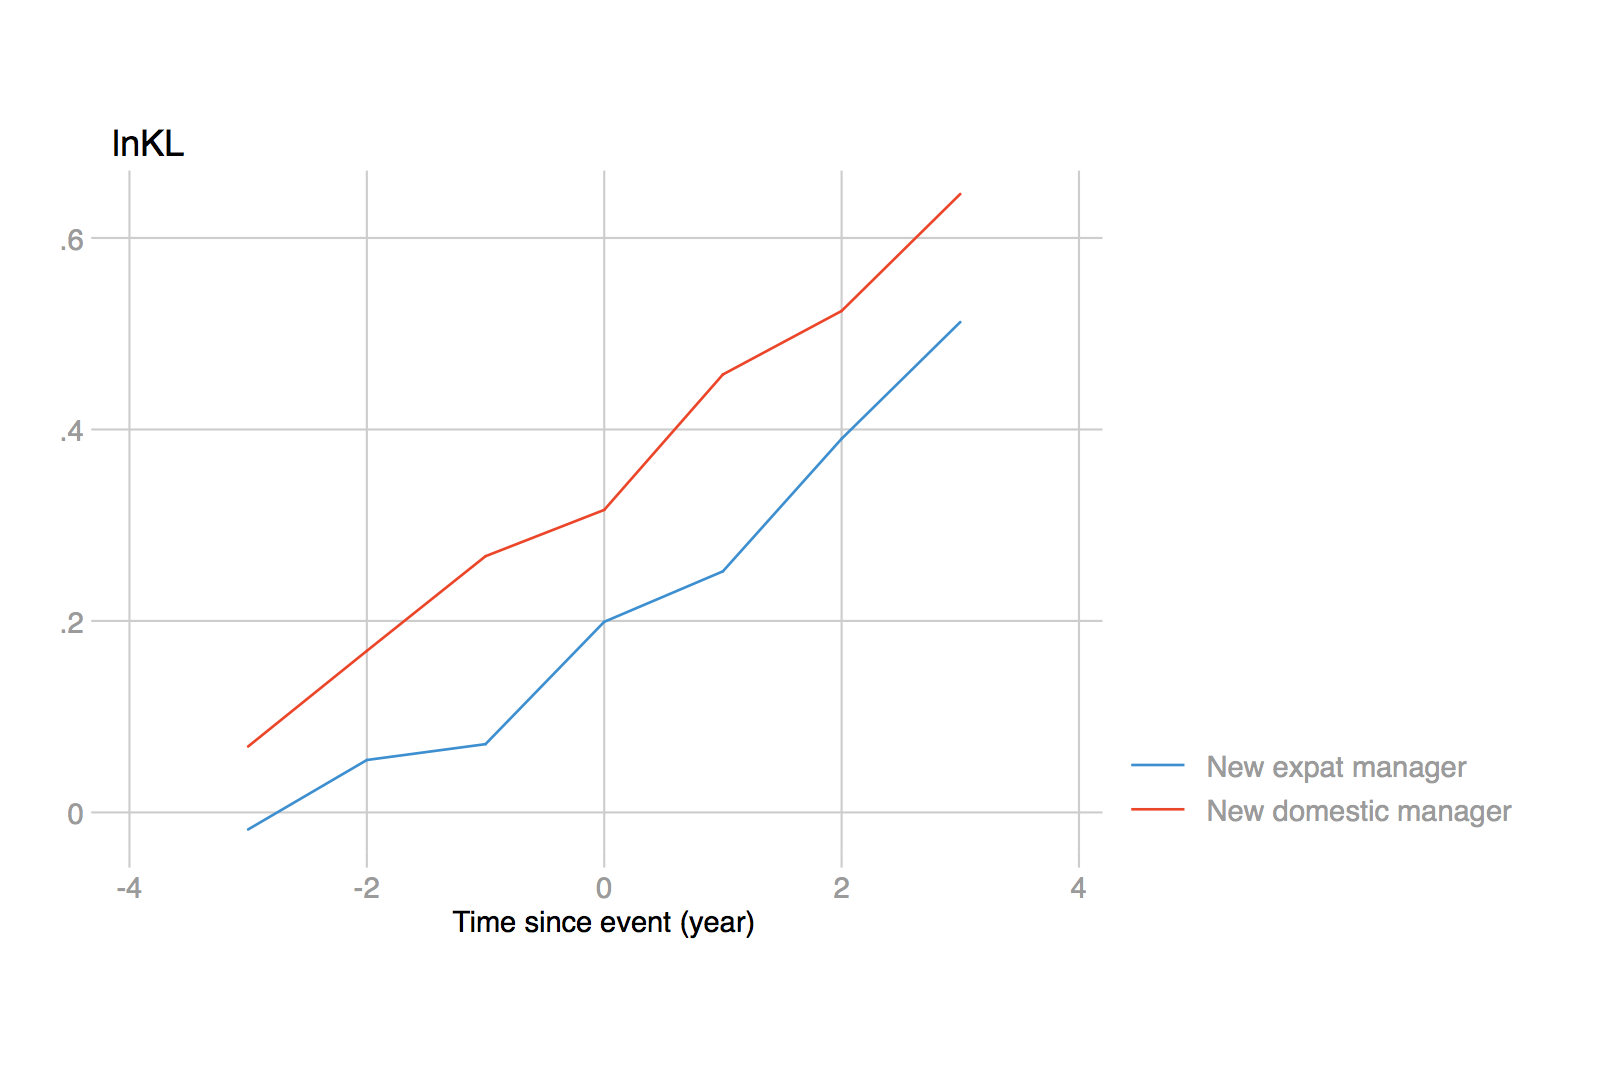 lnKL
.6
.4
.2
0
-4 -2 0 2 4
Time since event (year)
New expat manager
New domestic manager